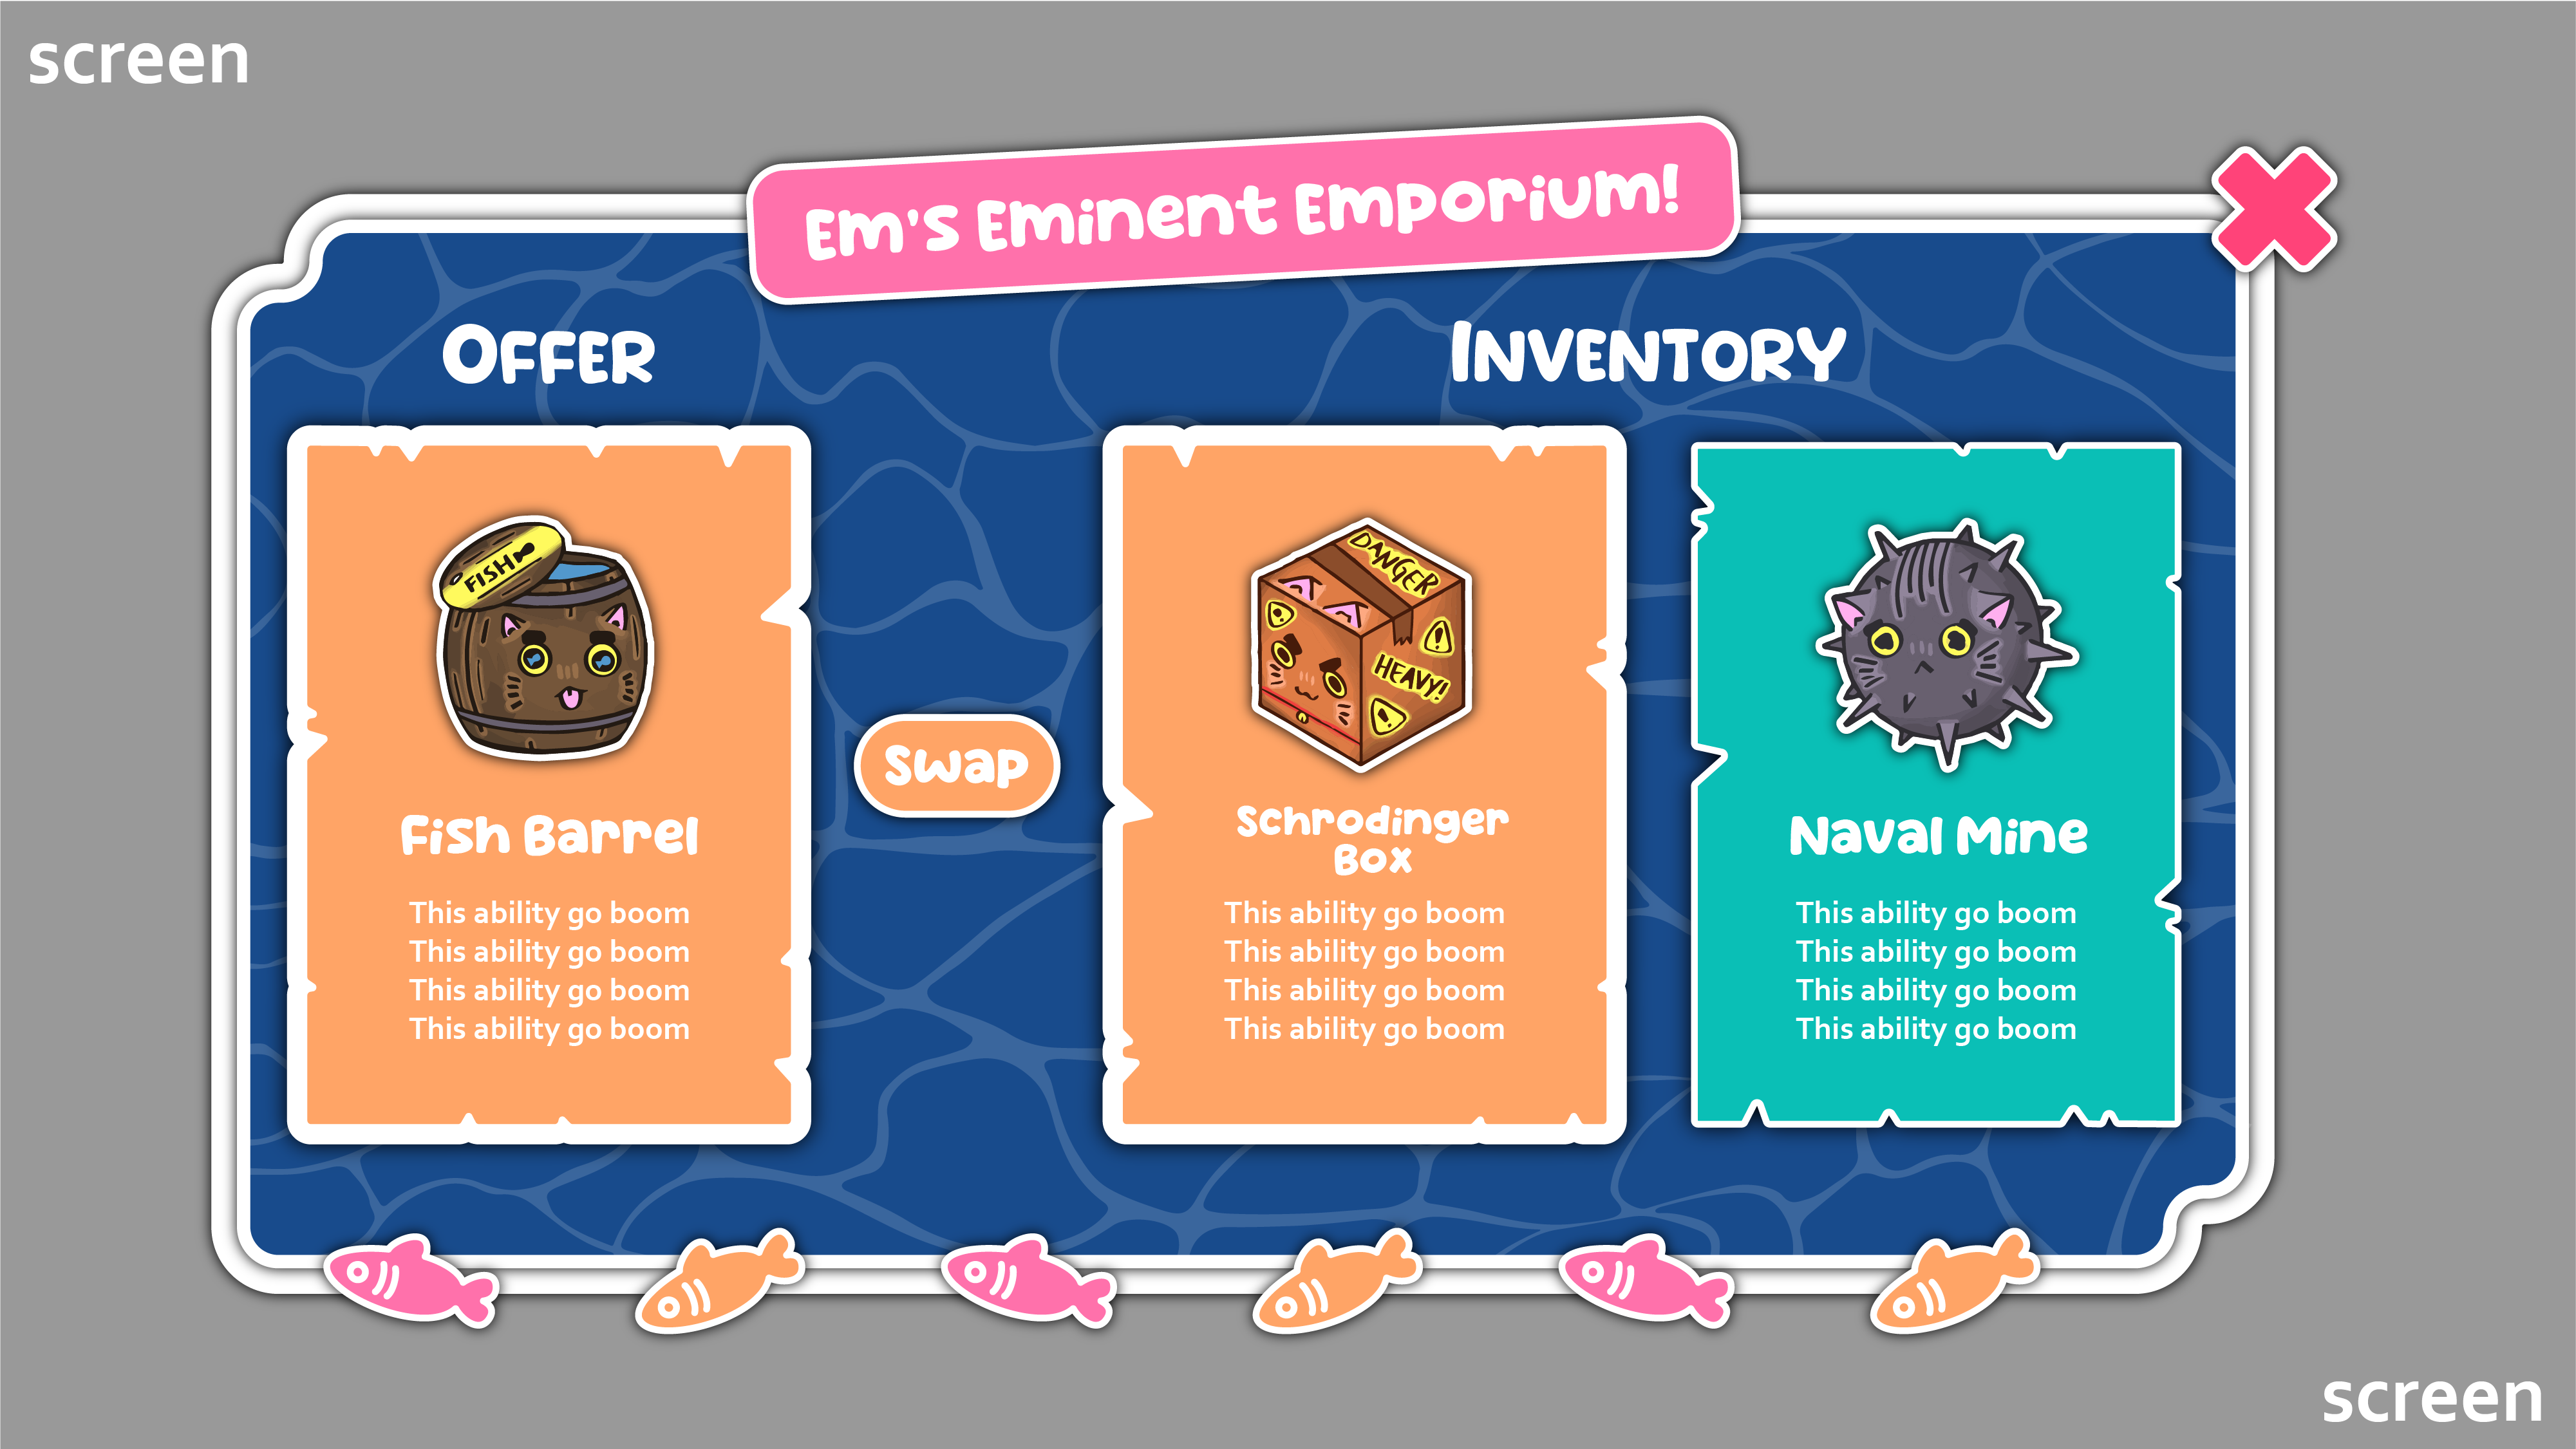 screen
Em's Eminent Emporium!
OFFER
INVENTORY
FISH
Fish Barrel
This ability go boom
This ability go boom
This ability go boom
This ability go boom
Swap
DANGER
HEAVY!
Schrodinger
Box
This ability go boom
This ability go boom
This ability go boom
This ability go boom
Naval Mine
This ability go boom
This ability go boom
This ability go boom
This ability go boom
screen